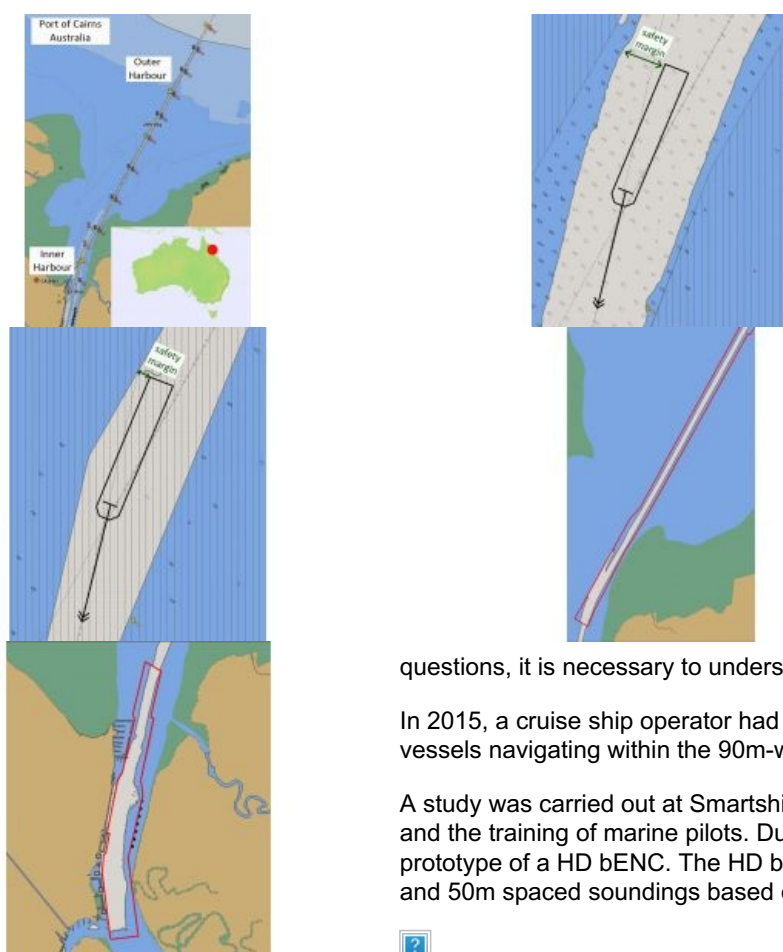 Port of Cairns
Australia
Outer
Harbour
Inner
Harbour
safety
margin
safety
margin
questions, it is necessary to unders
In 2015, a cruise ship operator had
vessels navigating within the 90m-w
A study was carried out at Smartshi
and the training of marine pilots. Du
prototype of a HD bENC. The HD b
and 50m spaced soundings based
?